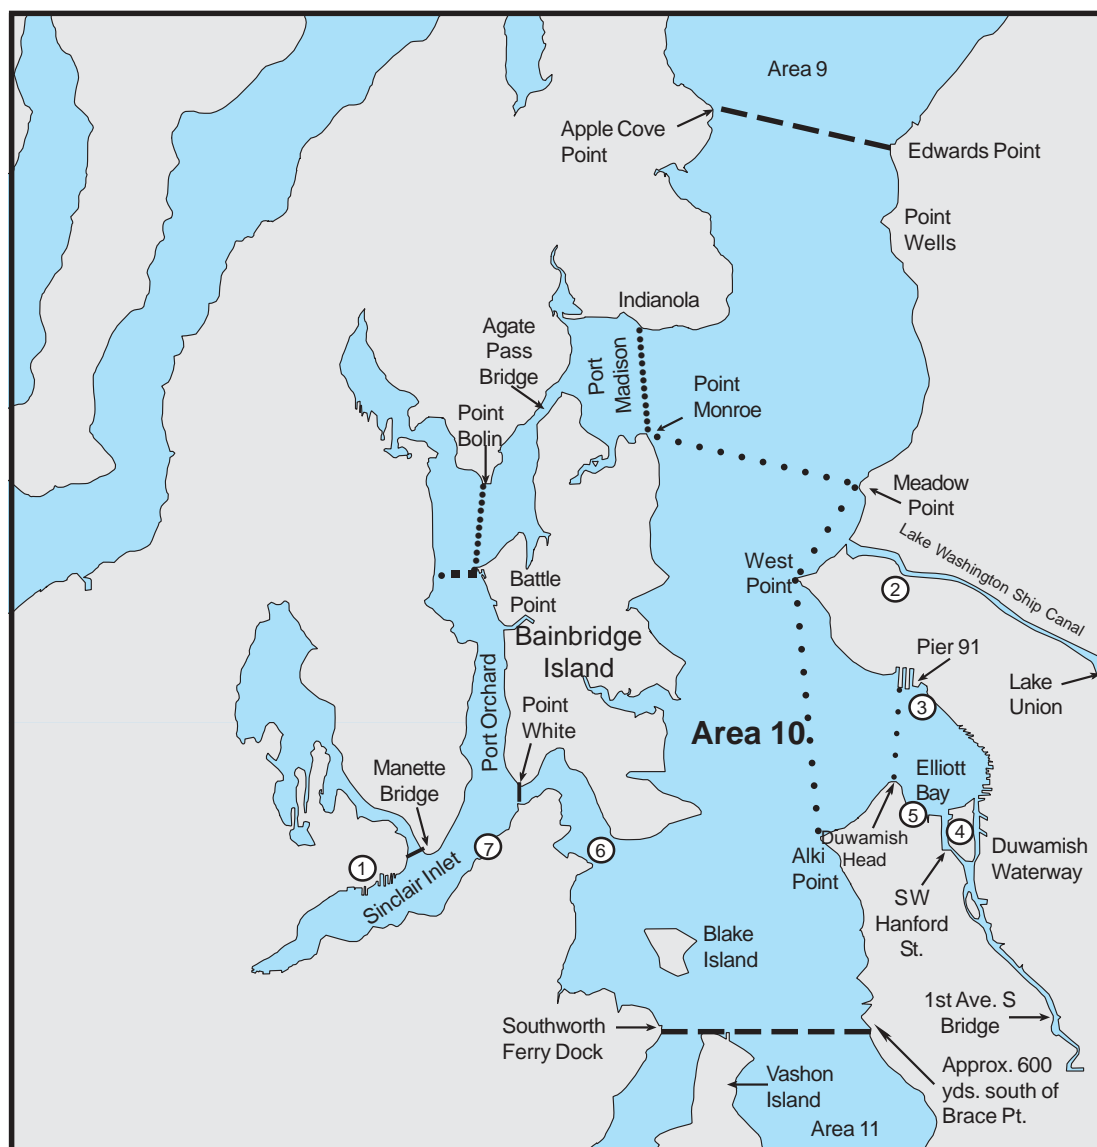 Area 9
Apple Cove
Point
Edwards Point
Point
Wells
Indianola
Agate
Pass
Bridge
Port
Madison
Point
Monroe
Point
Bolin
Meadow
Point
Lake Washington Ship Canal
West
Point
2
Battle
Point
Bainbridge
Island
Pier 91
Lake
Union
Port Orchard
Point
White
3
Area 10
Manette
Bridge
Elliott
Bay
5
4
Duwamish
Head
Duwamish
Waterway
1
7
6
Sinclair Inlet
Alki
Point
SW
Hanford
St.
Blake
Island
1st Ave. S
Bridge
Southworth
Ferry Dock
Approx. 600
yds. south of
Brace Pt.
Vashon
Island
Area 11